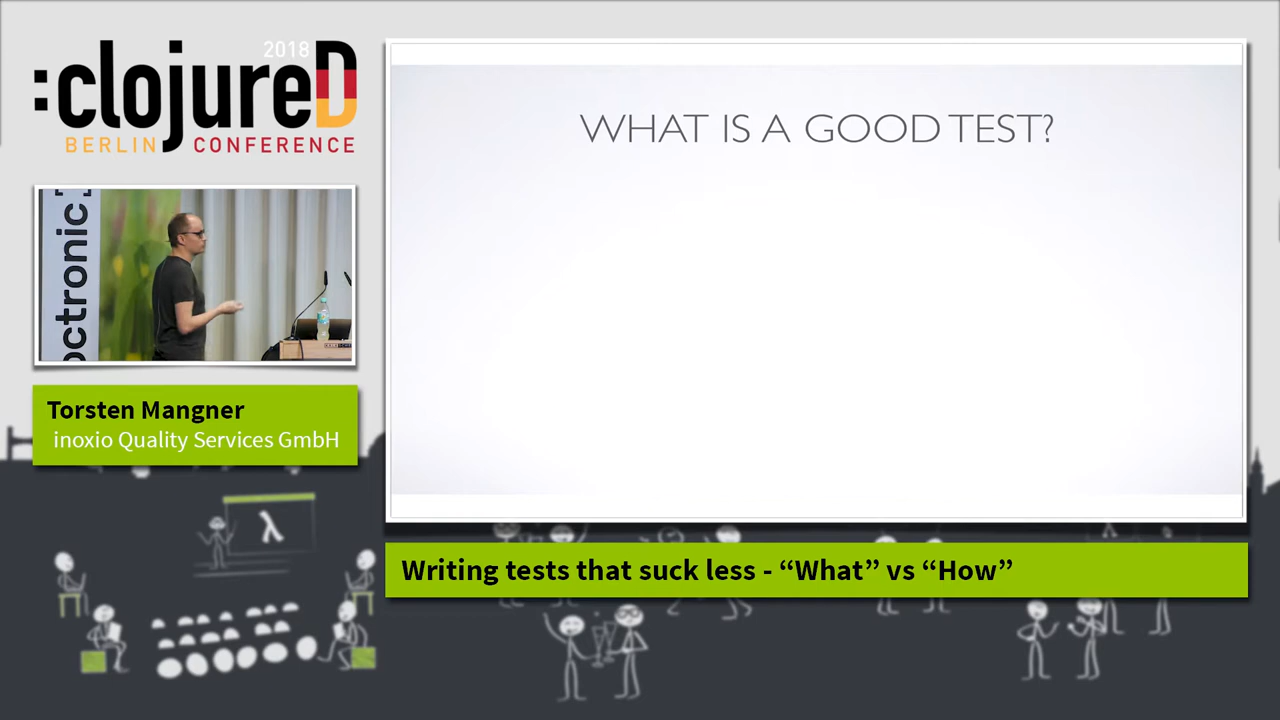 2018
:clojureD
BERLIN CONFERENCE
WHAT IS A GOOD TEST?
ctronic
Torsten Mangner
inoxio Quality Services GmbH
λ
Writing tests that suck less - “What” vs “How”